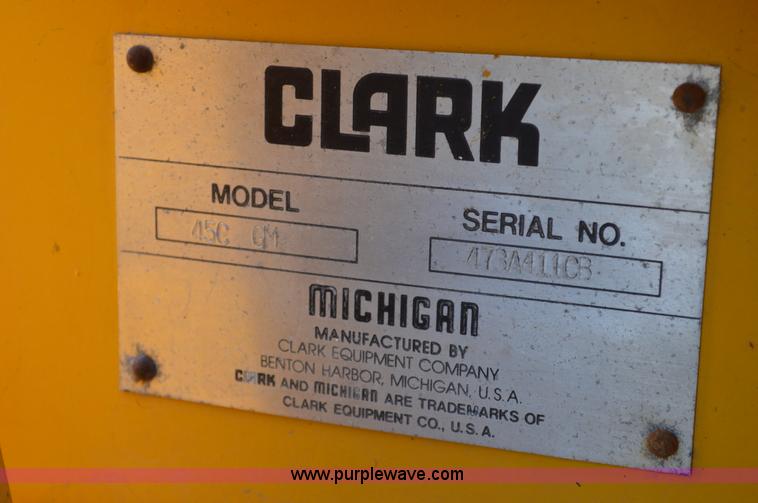 CLARK
MODEL
45C GM
SERIAL NO.
473A411CB
MICHIGAN
MANUFACTURED BY
CLARK EQUIPMENT COMPANY
BENTON HARBOR, MICHIGAN, U.S.A.
CLARK AND MICHIGAN ARE TRADEMARKS OF
CLARK EQUIPMENT CO., U.S.A.
www.purplewave.com